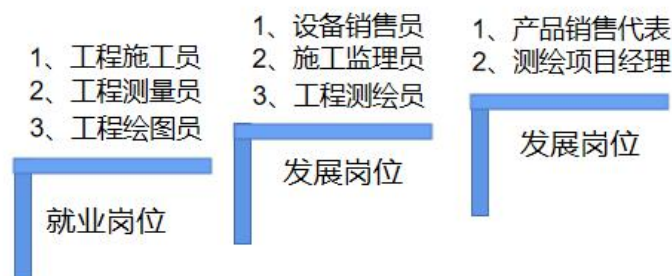 1、工程施工员
2、工程测量员
3、工程绘图员
就业岗位
1、设备销售员
2、施工监理员
3、工程测绘员
发展岗位
1、产品销售代表
2、测绘项目经理
发展岗位